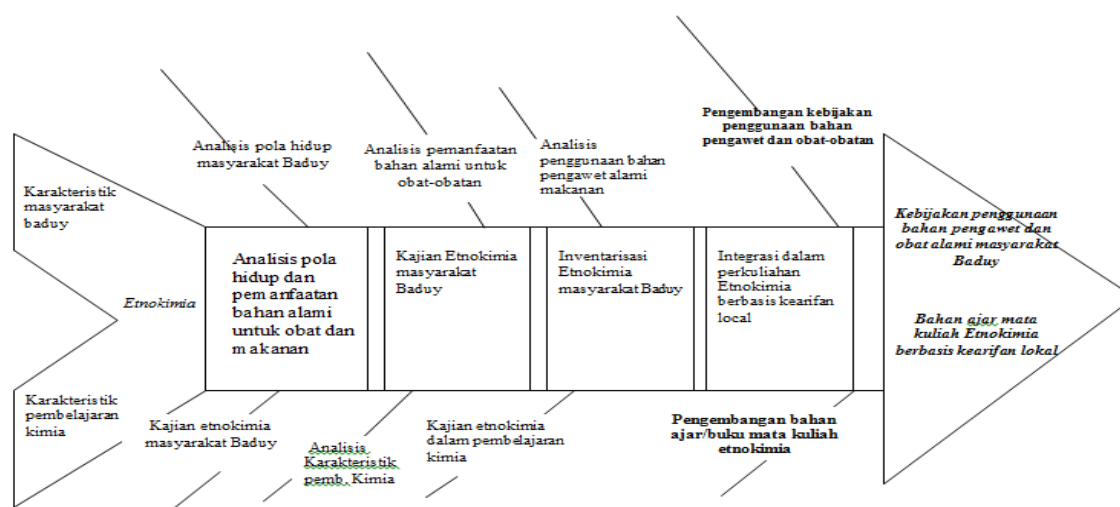 Analisis pola hidup
masyarakat Baduy
Analisis pemanfaatan
bahan alami untuk
obat-obatan
Analisis
penggunaan bahan
pengawet alami
makanan
Pengembangan kebijakan
penggunaan bahan
pengawet dan obat-obatan
Karakteristik
masyarakat
baduy
Etnokimia
Karakteristik
pembelajaran
kimia
Analisis pola
hidup dan
pemanfaatan
bahan alami
untuk obat dan
makanan
Kajian Etnokimia
masyarakat
Baduy
Inventarisasi
Etnokimia
masyarakat Baduy
Integrasi dalam
perkuliahan
Etnokimia
berbasis kearifan
local
Kebijakan penggunaan
bahan pengawet dan
obat alami masyarakat
Baduy
Bahan ajar mata
kuliah Etnokimia
berbasis kearifan lokal
Kajian etnokimia
masyarakat Baduy
Analisis
Karakteristik
pemb. Kimia
Kajian etnokimia
dalam pembelajaran
kimia
Pengembangan bahan
ajar/buku mata kuliah
etnokimia